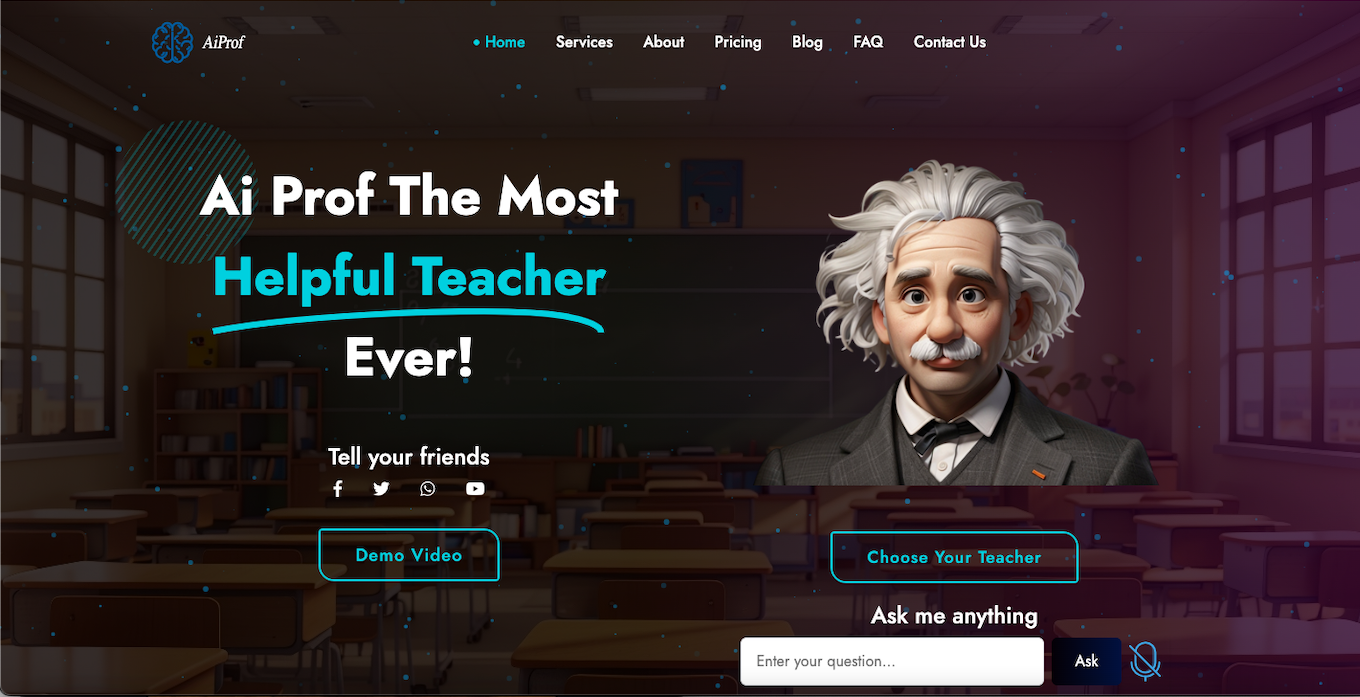 AiProf
Home Services About Pricing Blog FAQ Contact Us
Ai Prof The Most
Helpful Teacher
Ever!
Tell your friends
Demo Video
Choose Your Teacher
Ask me anything
Enter your question...
Ask